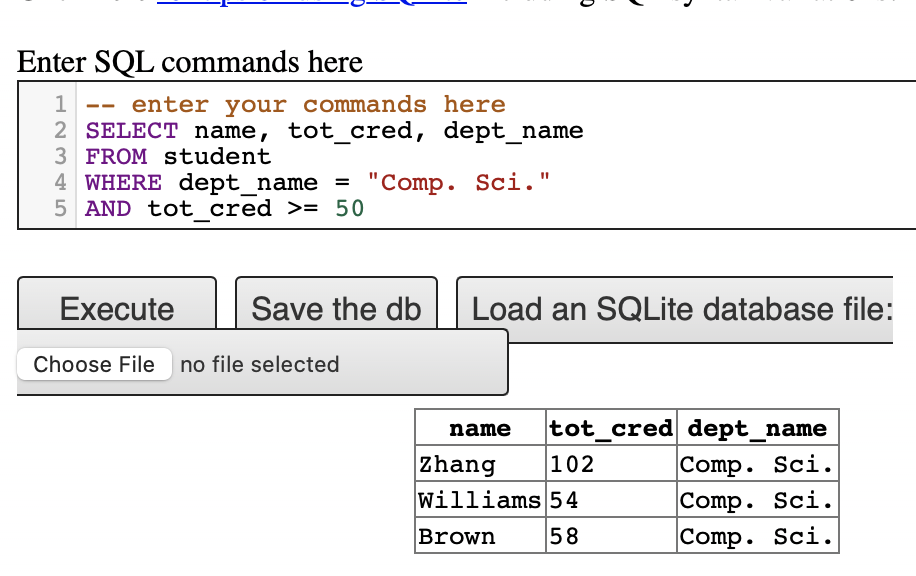 Enter SQL commands here
1 -- enter your commands here
2 SELECT name, tot_cred, dept_name
3 FROM student
4 WHERE dept_name = "Comp. Sci."
5 AND tot_cred >= 50
Execute Save the db Load an SQLite database file:
Choose File no file selected
name tot_cred dept_name
Zhang 102 Comp. Sci.
Williams 54 Comp. Sci.
Brown 58 Comp. Sci.